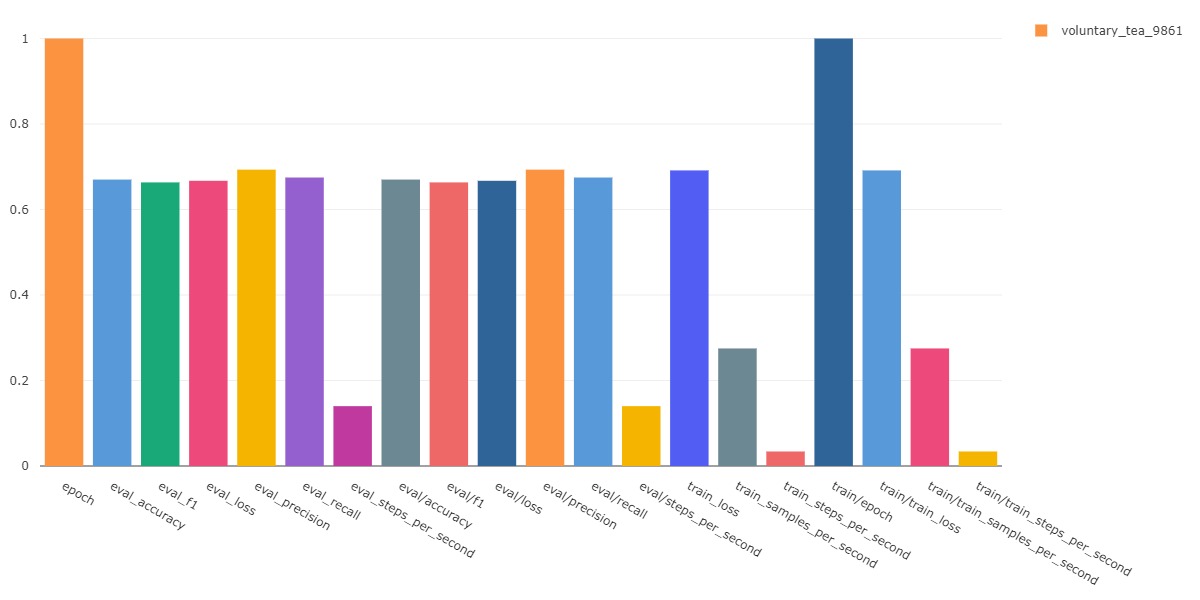 voluntary_tea_9861
1
0.8
0.6
0.4
0.2
0
epoch
eval_accuracy
eval_f1
eval_loss
eval_precision
eval_recall
eval_steps_per_second
eval/accuracy
eval/f1
eval/loss
eval/precision
eval/recall
eval/steps_per_second
train_loss
train_samples_per_second
train_steps_per_second
train/epoch
train/train_loss
train/train_samples_per_second
train/train_steps_per_second